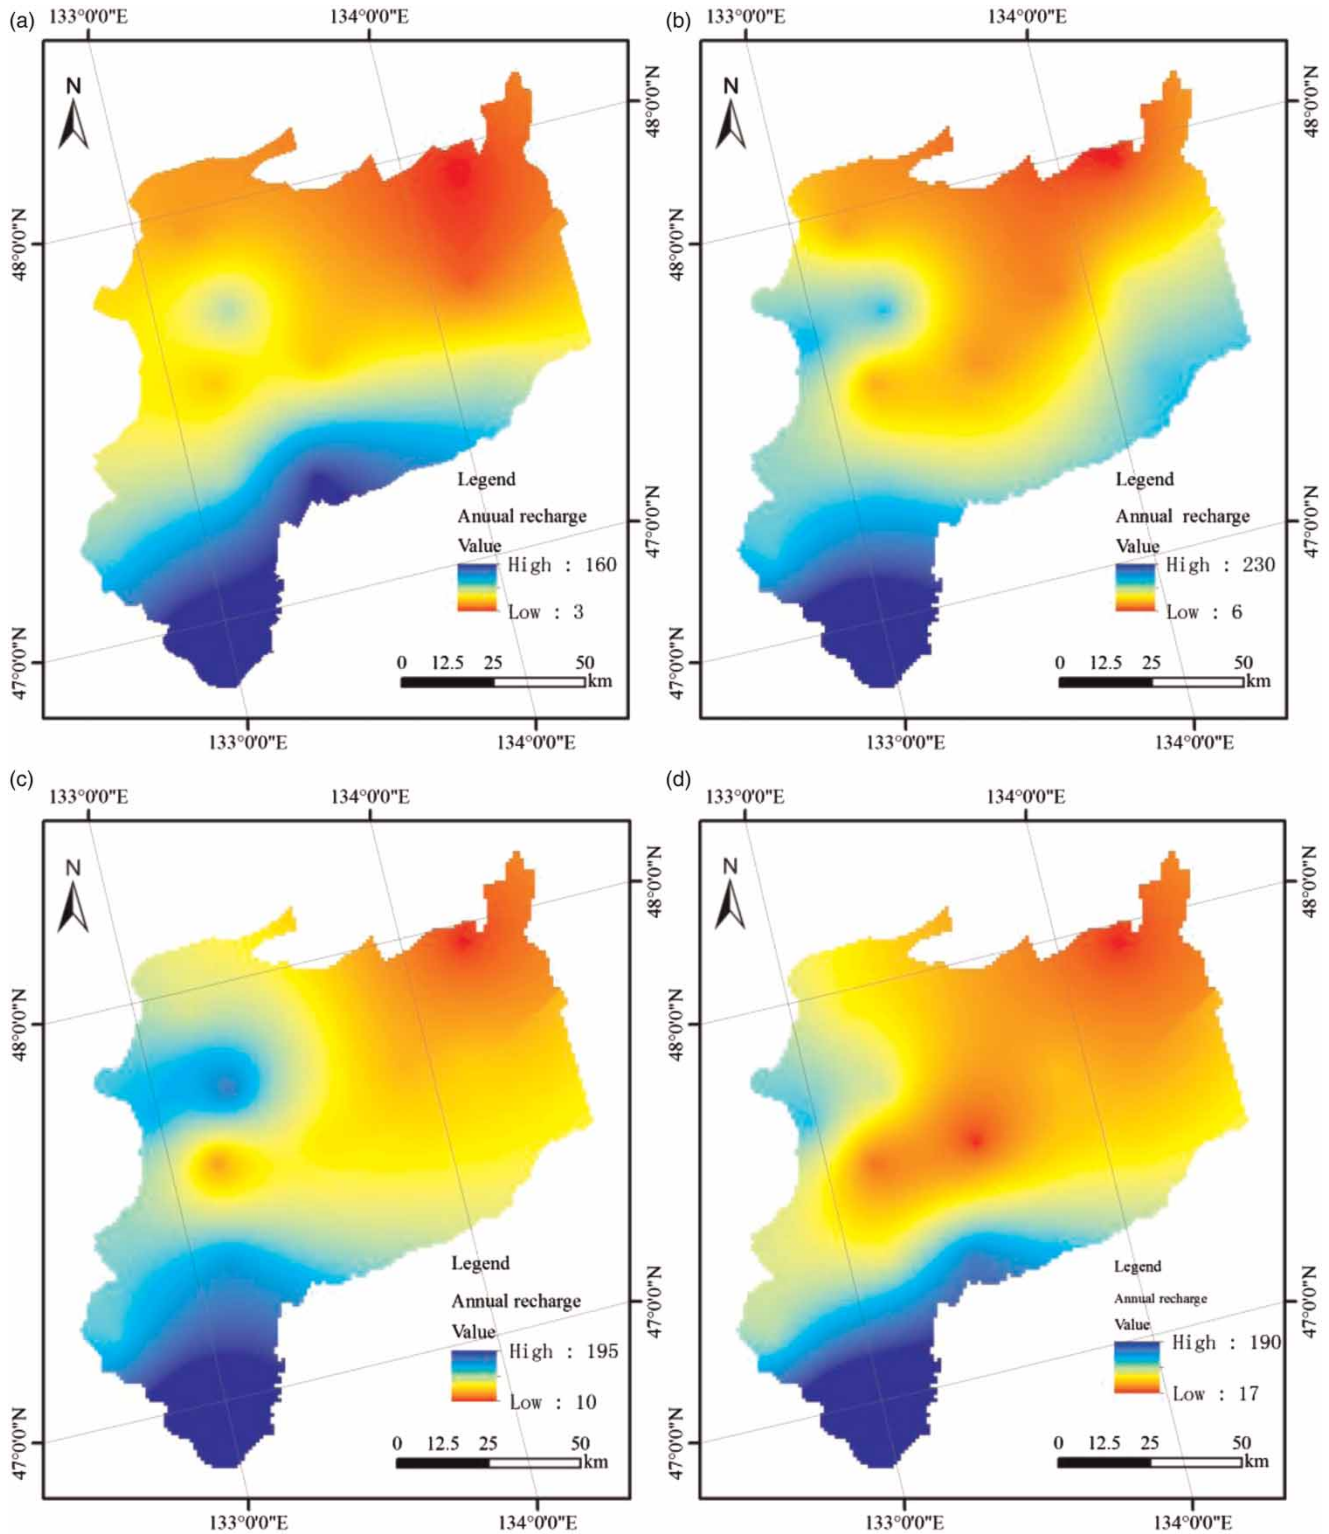 (a)
133°0'0"E
134°0'0"E
N
48°0'0"N
48°0'0"N
Legend
Anuual recharge
Value
High : 160
Low : 3
47°0'0"N
47°0'0"N
0 12.5 25 50
km
133°0'0"E
134°0'0"E
(b)
133°0'0"E
134°0'0"E
N
48°0'0"N
48°0'0"N
Legend
Annual recharge
Value
High : 230
Low : 6
47°0'0"N
47°0'0"N
0 12.5 25 50
km
133°0'0"E
134°0'0"E
(c)
133°0'0"E
134°0'0"E
N
48°0'0"N
48°0'0"N
Legend
Annual recharge
Value
High : 195
Low : 10
47°0'0"N
47°0'0"N
0 12.5 25 50
km
133°0'0"E
134°0'0"E
(d)
133°0'0"E
134°0'0"E
N
48°0'0"N
48°0'0"N
Legend
Annual recharge
Value
High : 190
Low : 17
47°0'0"N
47°0'0"N
0 12.5 25 50
km
133°0'0"E
134°0'0"E